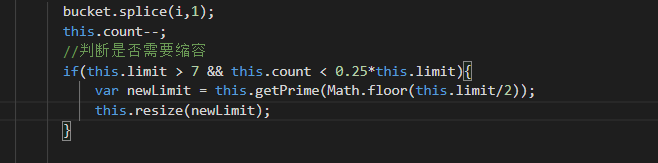 bucket.splice(i,1);
this.count--;
//判断是否需要缩容
if(this.limit > 7 && this.count < 0.25*this.limit){
var newLimit = this.getPrime(Math.floor(this.limit/2));
this.resize(newLimit);
}